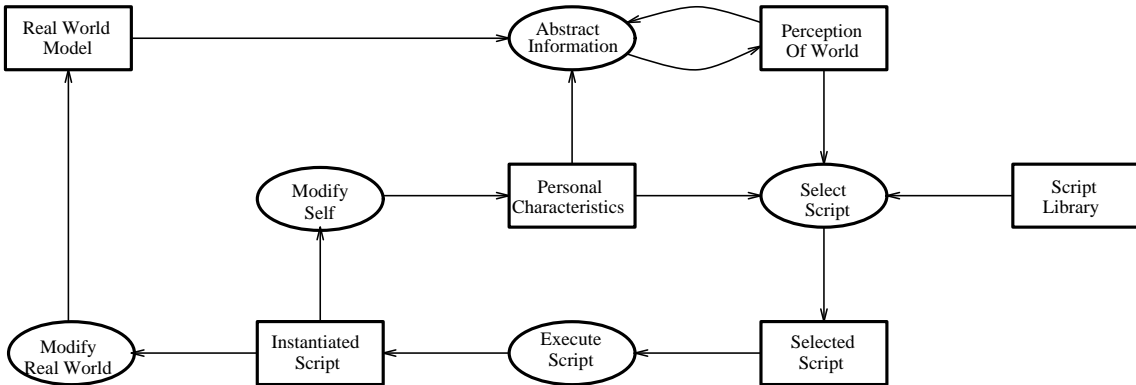 Real World
Model
Abstract
Information
Perception
Of World
Modify
Self
Personal
Characteristics
Select
Script
Script
Library
Modify
Real World
Instantiated
Script
Execute
Script
Selected
Script